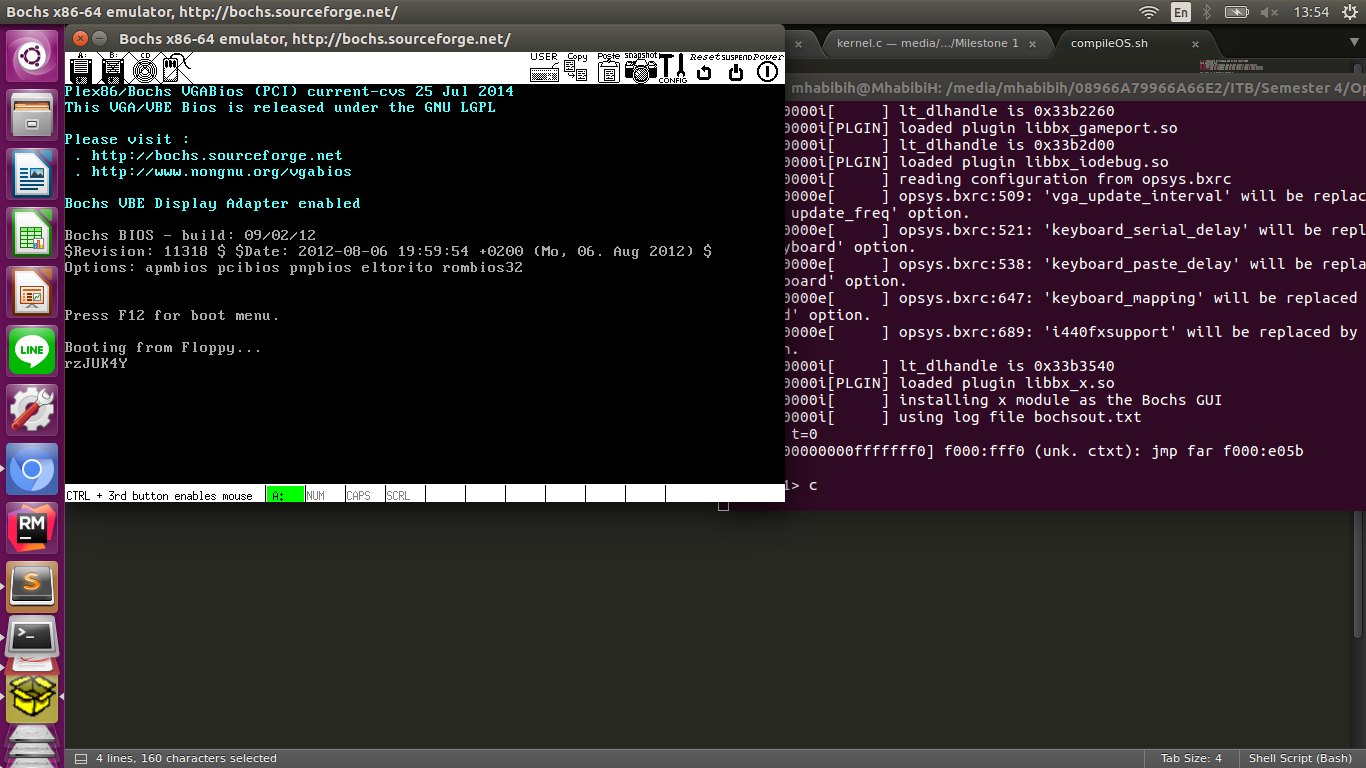 Bochs x86-64 emulator, http://bochs.sourceforge.net/
En
13:54
Bochs x86-64 emulator, http://bochs.sourceforge.net/
kernel.c — media/.../Milestone 1
compileOS.sh
B:
CD
USER
Copy
Paste
snapshot
CONFIG
Reset
SUSPEND
Power
mhabibih@MhabibiH: /media/mhabibih/08966A79966A66E2/ITB/Semester 4/Op
Plex86/Bochs VGABios (PCI) current-cvs 25 Jul 2014
This VGA/VBE Bios is released under the GNU LGPL
Please visit :
. http://bochs.sourceforge.net
. http://www.nongnu.org/vgabios
Bochs VBE Display Adapter enabled
Bochs BIOS - build: 09/02/12
$Revision: 11318 $ $Date: 2012-08-06 19:59:54 +0200 (Mo, 06. Aug 2012) $
Options: apmbios pcibios pnpbios eltorito rombios32
Press F12 for boot menu.
Booting from Floppy...
rzJUK4Y
CTRL + 3rd button enables mouse
A:
NUM
CAPS
SCRL
0000i[      ] lt_dlhandle is 0x33b2260
0000i[PLGIN] loaded plugin libbx_gameport.so
0000i[      ] lt_dlhandle is 0x33b2d00
0000i[PLGIN] loaded plugin libbx_iodebug.so
0000i[      ] reading configuration from opsys.bxrc
0000e[      ] opsys.bxrc:509: 'vga_update_interval' will be replac
update_freq' option.
0000e[      ] opsys.bxrc:521: 'keyboard_serial_delay' will be repl
yboard' option.
0000e[      ] opsys.bxrc:538: 'keyboard_paste_delay' will be repla
board' option.
0000e[      ] opsys.bxrc:647: 'keyboard_mapping' will be replaced
d' option.
0000e[      ] opsys.bxrc:689: 'i440fxsupport' will be replaced by
n.
0000i[      ] lt_dlhandle is 0x33b3540
0000i[PLGIN] loaded plugin libbx_x.so
0000i[      ] installing x module as the Bochs GUI
0000i[      ] using log file bochsout.txt
t=0
00000000fffffff0] f000:fff0 (unk. ctxt): jmp far f000:e05b
1> c
LINE
RM
S
>_
4 lines, 160 characters selected
Tab Size: 4
Shell Script (Bash)